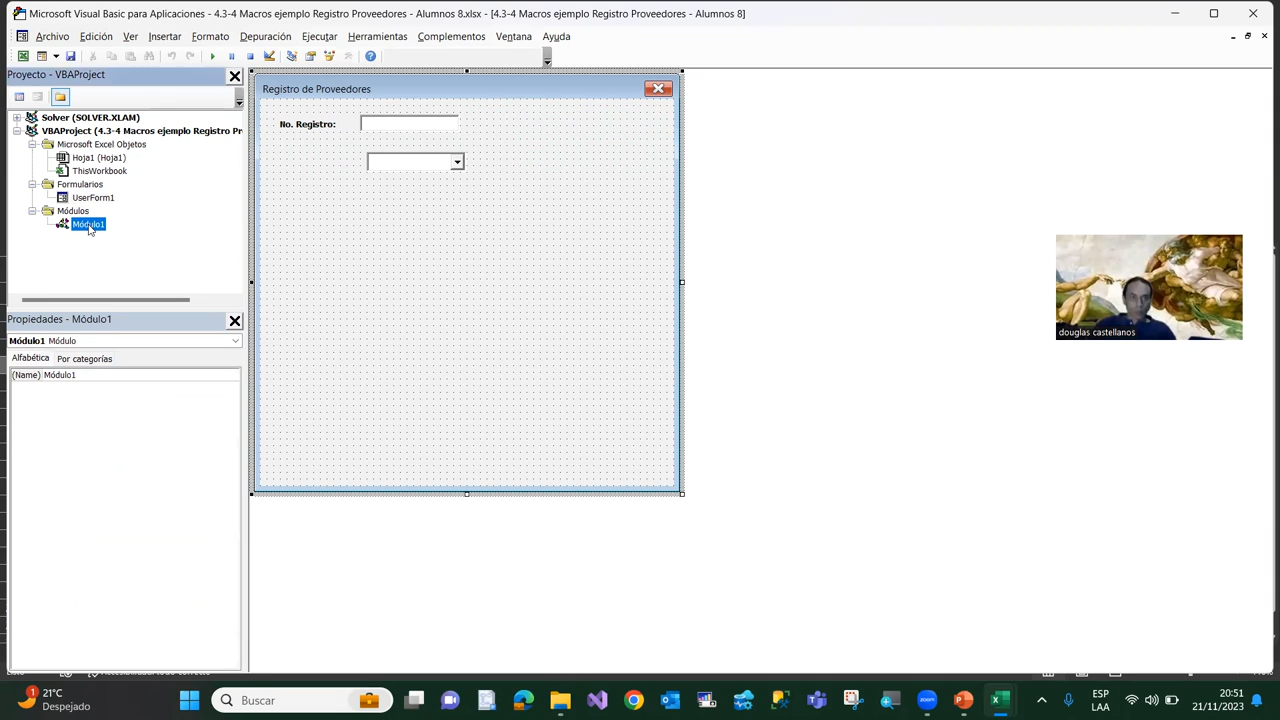 Microsoft Visual Basic para Aplicaciones - 4.3-4 Macros ejemplo Registro Proveedores - Alumnos 8.xlsx - [4.3-4 Macros ejemplo Registro Proveedores - Alumnos 8]
Archivo Edición Ver Insertar Formato Depuración Ejecutar Herramientas Complementos Ventana Ayuda
Proyecto - VBAProject
Solver (SOLVER.XLAM)
VBAProject (4.3-4 Macros ejemplo Registro Pr
Microsoft Excel Objetos
Hoja1 (Hoja1)
ThisWorkbook
Formularios
UserForm1
Módulos
Módulo1
Propiedades - Módulo1
Módulo1 Módulo
Alfabética Por categorías
(Name) Módulo1
Registro de Proveedores
No. Registro:
douglas castellanos
21°C
Despejado
1
Buscar
zoom
ESP
LAA
20:51
21/11/2023